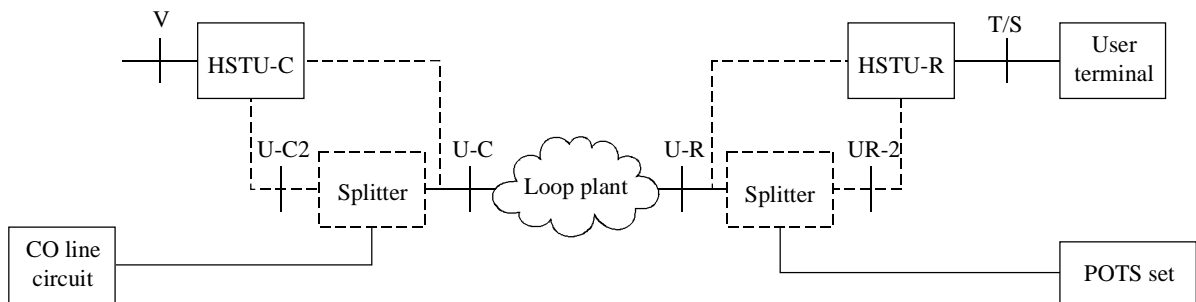 V
T/S
HSTU-C
HSTU-R
User
terminal
U-C2
U-C
U-R
UR-2
Splitter
Loop plant
Splitter
CO line
circuit
POTS set